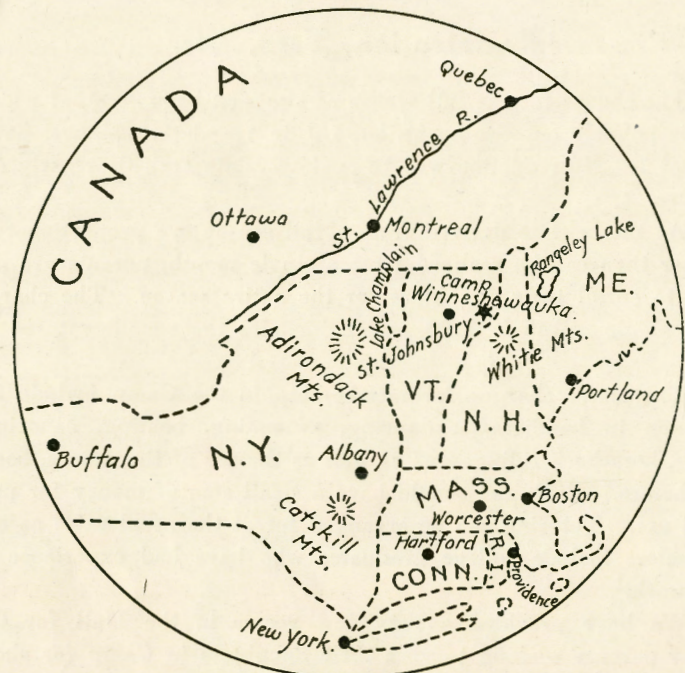 CANADA
Quebec
St. Lawrence R.
Ottawa
Montreal
Rangeley Lake
ME.
Lake Champlain
Camp
Winneshewauka.
St. Johnsbury
Adirondack
Mts.
White Mts.
VT.
N.H.
Portland
Buffalo
N.Y.
Albany
MASS.
Boston
Worcester
Catskill
Mts.
Hartford
R.I.
CONN.
Providence
New York.